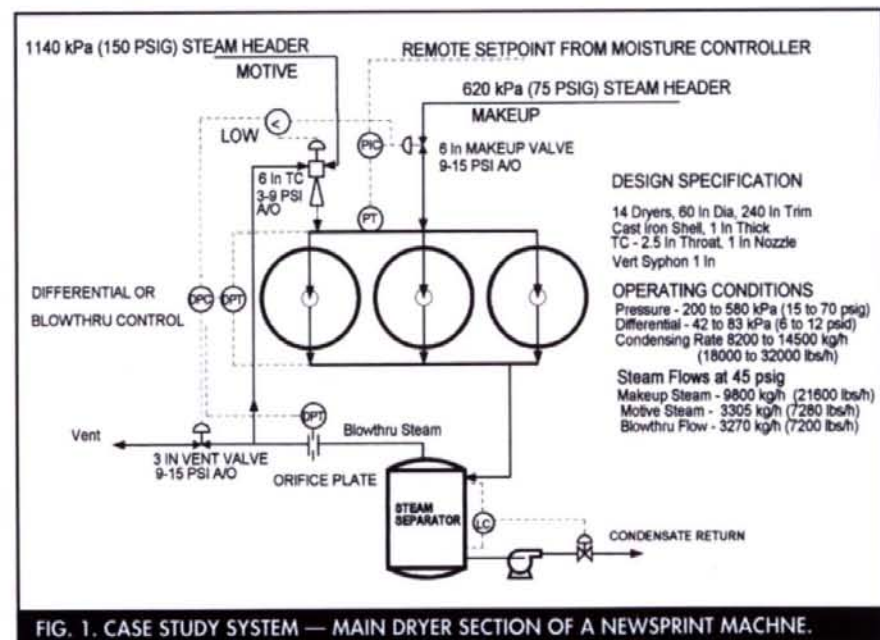 1140 kPa (150 PSIG) STEAM HEADER
MOTIVE
REMOTE SETPOINT FROM MOISTURE CONTROLLER
620 kPa (75 PSIG) STEAM HEADER
MAKEUP
<
LOW
PIC
6 In MAKEUP VALVE
9-15 PSI A/O
6 In TC
3-9 PSI
A/O
PT
DESIGN SPECIFICATION
14 Dryers, 60 In Dia, 240 In Trim
Cast Iron Shell, 1 In Thick
TC - 2.5 In Throat, 1 In Nozzle
Vert Syphon 1 In
DIFFERENTIAL OR
BLOWTHRU CONTROL
DPC
DPT
OPERATING CONDITIONS
Pressure - 200 to 580 kPa (15 to 70 psig)
Differential - 42 to 83 kPa (6 to 12 psid)
Condensing Rate 8200 to 14500 kg/h
(18000 to 32000 lbs/h)
Steam Flows at 45 psig
Makeup Steam - 9800 kg/h (21600 lbs/h)
Motive Steam - 3305 kg/h (7280 lbs/h)
Blowthru Flow - 3270 kg/h (7200 lbs/h)
DPT
Vent
Blowthru Steam
3 IN VENT VALVE
9-15 PSI A/O
ORIFICE PLATE
STEAM
SEPARATOR
LC
CONDENSATE RETURN
FIG. 1. CASE STUDY SYSTEM — MAIN DRYER SECTION OF A NEWSPRINT MACHNE.